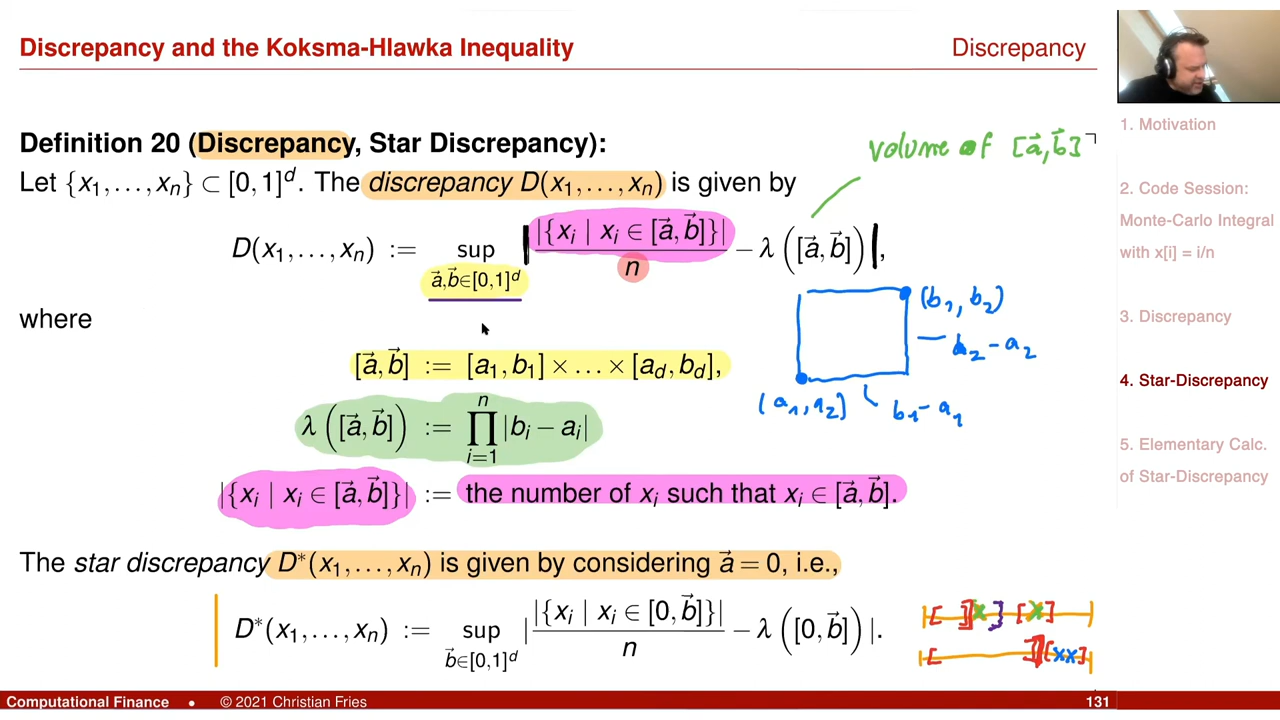 Discrepancy and the Koksma-Hlawka Inequality Discrepancy
Definition 20 (Discrepancy, Star Discrepancy):
volume of [a⃗,b⃗]
Let {x₁,…,xₙ} ⊂ [0,1]ᵈ. The discrepancy D(x₁,…,xₙ) is given by
D(x₁,…,xₙ) := sup_{a⃗,b⃗∈[0,1]ᵈ} | |{xᵢ | xᵢ ∈ [a⃗,b⃗]}| / n − λ([a⃗,b⃗]) |,
(b₁, b₂)
where
b₂ − a₂
[a⃗,b⃗] := [a₁,b₁] × … × [a_d,b_d],
(a₁, a₂)
b₁ − a₁
λ([a⃗,b⃗]) := ∏_{i=1}^{n} |bᵢ − aᵢ|
|{xᵢ | xᵢ ∈ [a⃗,b⃗]}| := the number of xᵢ such that xᵢ ∈ [a⃗,b⃗].
The star discrepancy D*(x₁,…,xₙ) is given by considering a⃗ = 0, i.e.,
D*(x₁,…,xₙ) := sup_{b⃗∈[0,1]ᵈ} | |{xᵢ | xᵢ ∈ [0,b⃗]}| / n − λ([0,b⃗]) |.
[ ]] x } [ x ]
[ ]] [ x x ]
Computational Finance • © 2021 Christian Fries 131
1. Motivation
2. Code Session:
Monte-Carlo Integral
with x[i] = i/n
3. Discrepancy
4. Star-Discrepancy
5. Elementary Calc.
of Star-Discrepancy